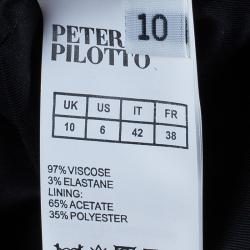 PETER
PILOTTO
10
UK US IT FR
10 6 42 38
97% VISCOSE
3% ELASTANE
LINING:
65% ACETATE
35% POLYESTER